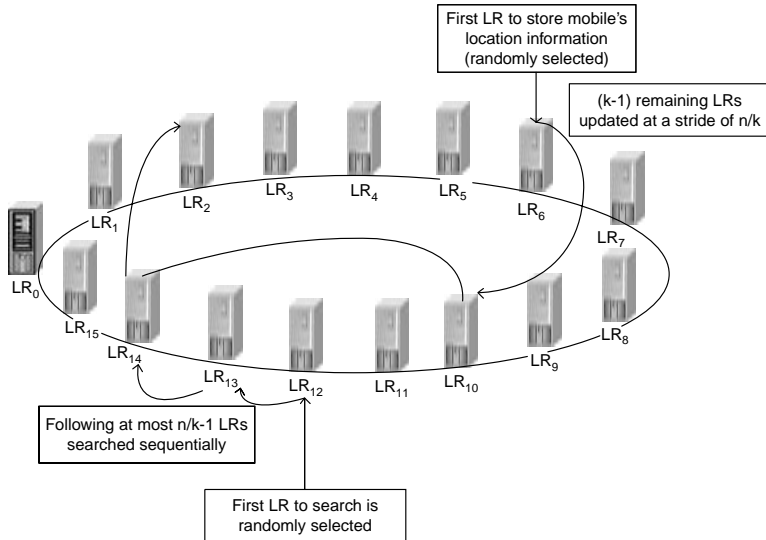 First LR to store mobile's
location information
(randomly selected)
(k-1) remaining LRs
updated at a stride of n/k
LR2
LR3
LR4
LR5
LR6
LR1
LR7
LR0
LR15
LR14
LR13
LR12
LR11
LR10
LR9
LR8
Following at most n/k-1 LRs
searched sequentially
First LR to search is
randomly selected